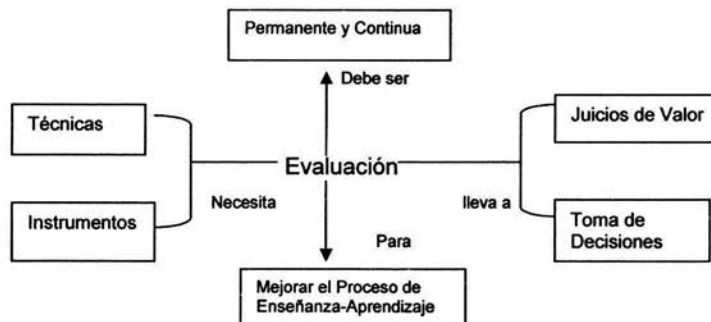 Permanente y Continua
Debe ser
Técnicas
Juicios de Valor
Evaluación
Necesita
lleva a
Instrumentos
Toma de
Decisiones
Para
Mejorar el Proceso de
Enseñanza-Aprendizaje